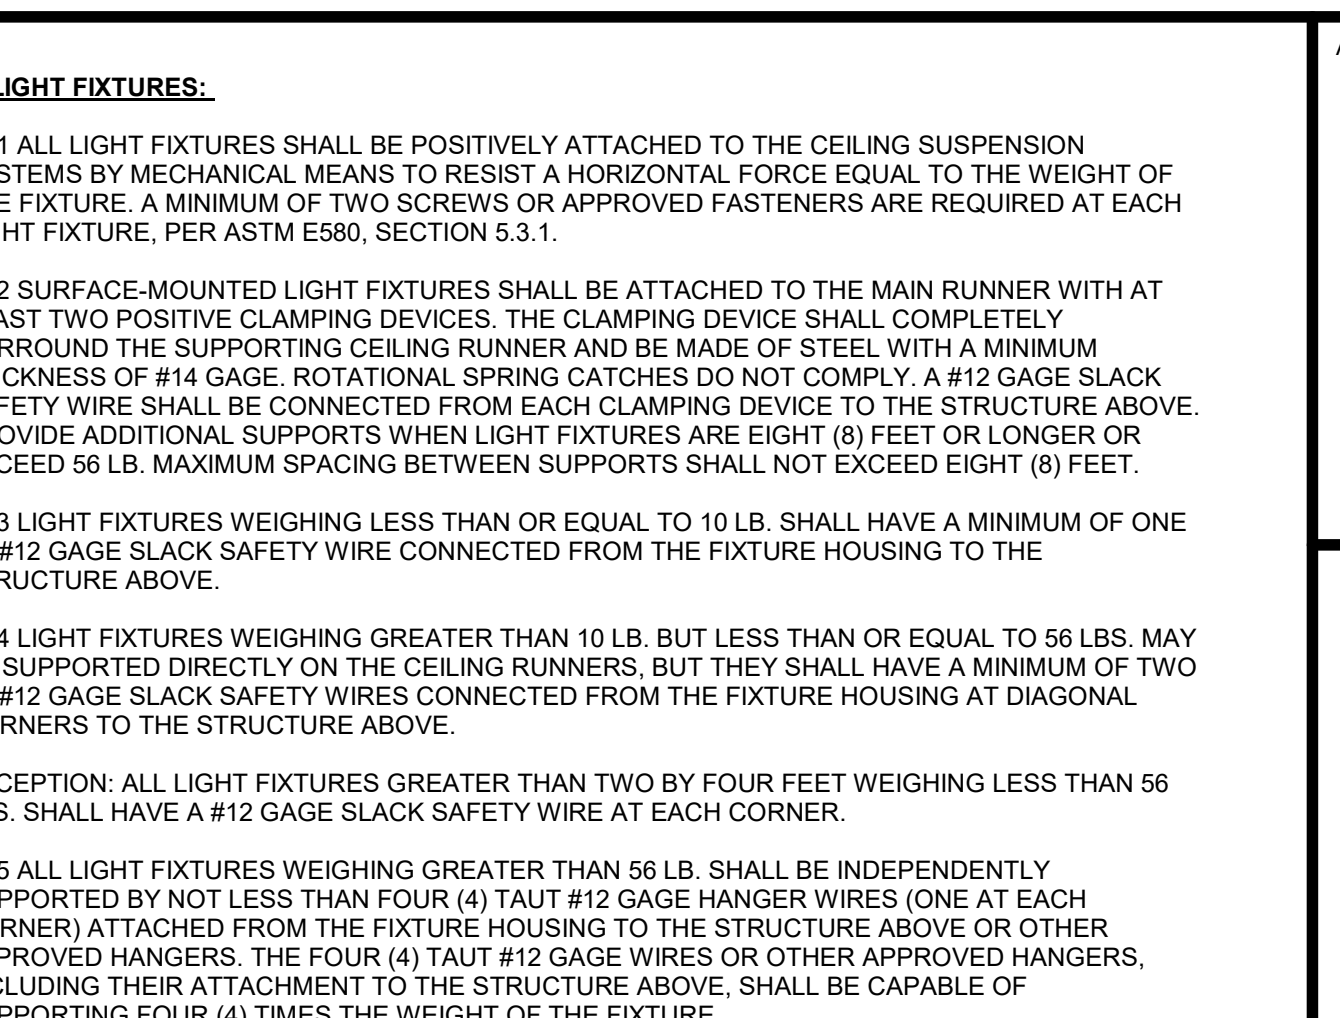 LIGHT FIXTURES:
1 ALL LIGHT FIXTURES SHALL BE POSITIVELY ATTACHED TO THE CEILING SUSPENSION
STEMS BY MECHANICAL MEANS TO RESIST A HORIZONTAL FORCE EQUAL TO THE WEIGHT OF
E FIXTURE. A MINIMUM OF TWO SCREWS OR APPROVED FASTENERS ARE REQUIRED AT EACH
HT FIXTURE, PER ASTM E580, SECTION 5.3.1.
2 SURFACE-MOUNTED LIGHT FIXTURES SHALL BE ATTACHED TO THE MAIN RUNNER WITH AT
AST TWO POSITIVE CLAMPING DEVICES. THE CLAMPING DEVICE SHALL COMPLETELY
RROUND THE SUPPORTING CEILING RUNNER AND BE MADE OF STEEL WITH A MINIMUM
ICKNESS OF #14 GAGE. ROTATIONAL SPRING CATCHES DO NOT COMPLY. A #12 GAGE SLACK
FETY WIRE SHALL BE CONNECTED FROM EACH CLAMPING DEVICE TO THE STRUCTURE ABOVE.
OVIDE ADDITIONAL SUPPORTS WHEN LIGHT FIXTURES ARE EIGHT (8) FEET OR LONGER OR
CEED 56 LB. MAXIMUM SPACING BETWEEN SUPPORTS SHALL NOT EXCEED EIGHT (8) FEET.
3 LIGHT FIXTURES WEIGHING LESS THAN OR EQUAL TO 10 LB. SHALL HAVE A MINIMUM OF ONE
#12 GAGE SLACK SAFETY WIRE CONNECTED FROM THE FIXTURE HOUSING TO THE
RUCTURE ABOVE.
4 LIGHT FIXTURES WEIGHING GREATER THAN 10 LB. BUT LESS THAN OR EQUAL TO 56 LBS. MAY
SUPPORTED DIRECTLY ON THE CEILING RUNNERS, BUT THEY SHALL HAVE A MINIMUM OF TWO
#12 GAGE SLACK SAFETY WIRES CONNECTED FROM THE FIXTURE HOUSING AT DIAGONAL
RNERS TO THE STRUCTURE ABOVE.
CEPTION: ALL LIGHT FIXTURES GREATER THAN TWO BY FOUR FEET WEIGHING LESS THAN 56
S. SHALL HAVE A #12 GAGE SLACK SAFETY WIRE AT EACH CORNER.
5 ALL LIGHT FIXTURES WEIGHING GREATER THAN 56 LB. SHALL BE INDEPENDENTLY
PPORTED BY NOT LESS THAN FOUR (4) TAUT #12 GAGE HANGER WIRES (ONE AT EACH
RNER) ATTACHED FROM THE FIXTURE HOUSING TO THE STRUCTURE ABOVE OR OTHER
PROVED HANGERS. THE FOUR (4) TAUT #12 GAGE WIRES OR OTHER APPROVED HANGERS,
CLUDING THEIR ATTACHMENT TO THE STRUCTURE ABOVE, SHALL BE CAPABLE OF
PPORTING FOUR (4) TIMES THE WEIGHT OF THE FIXTURE